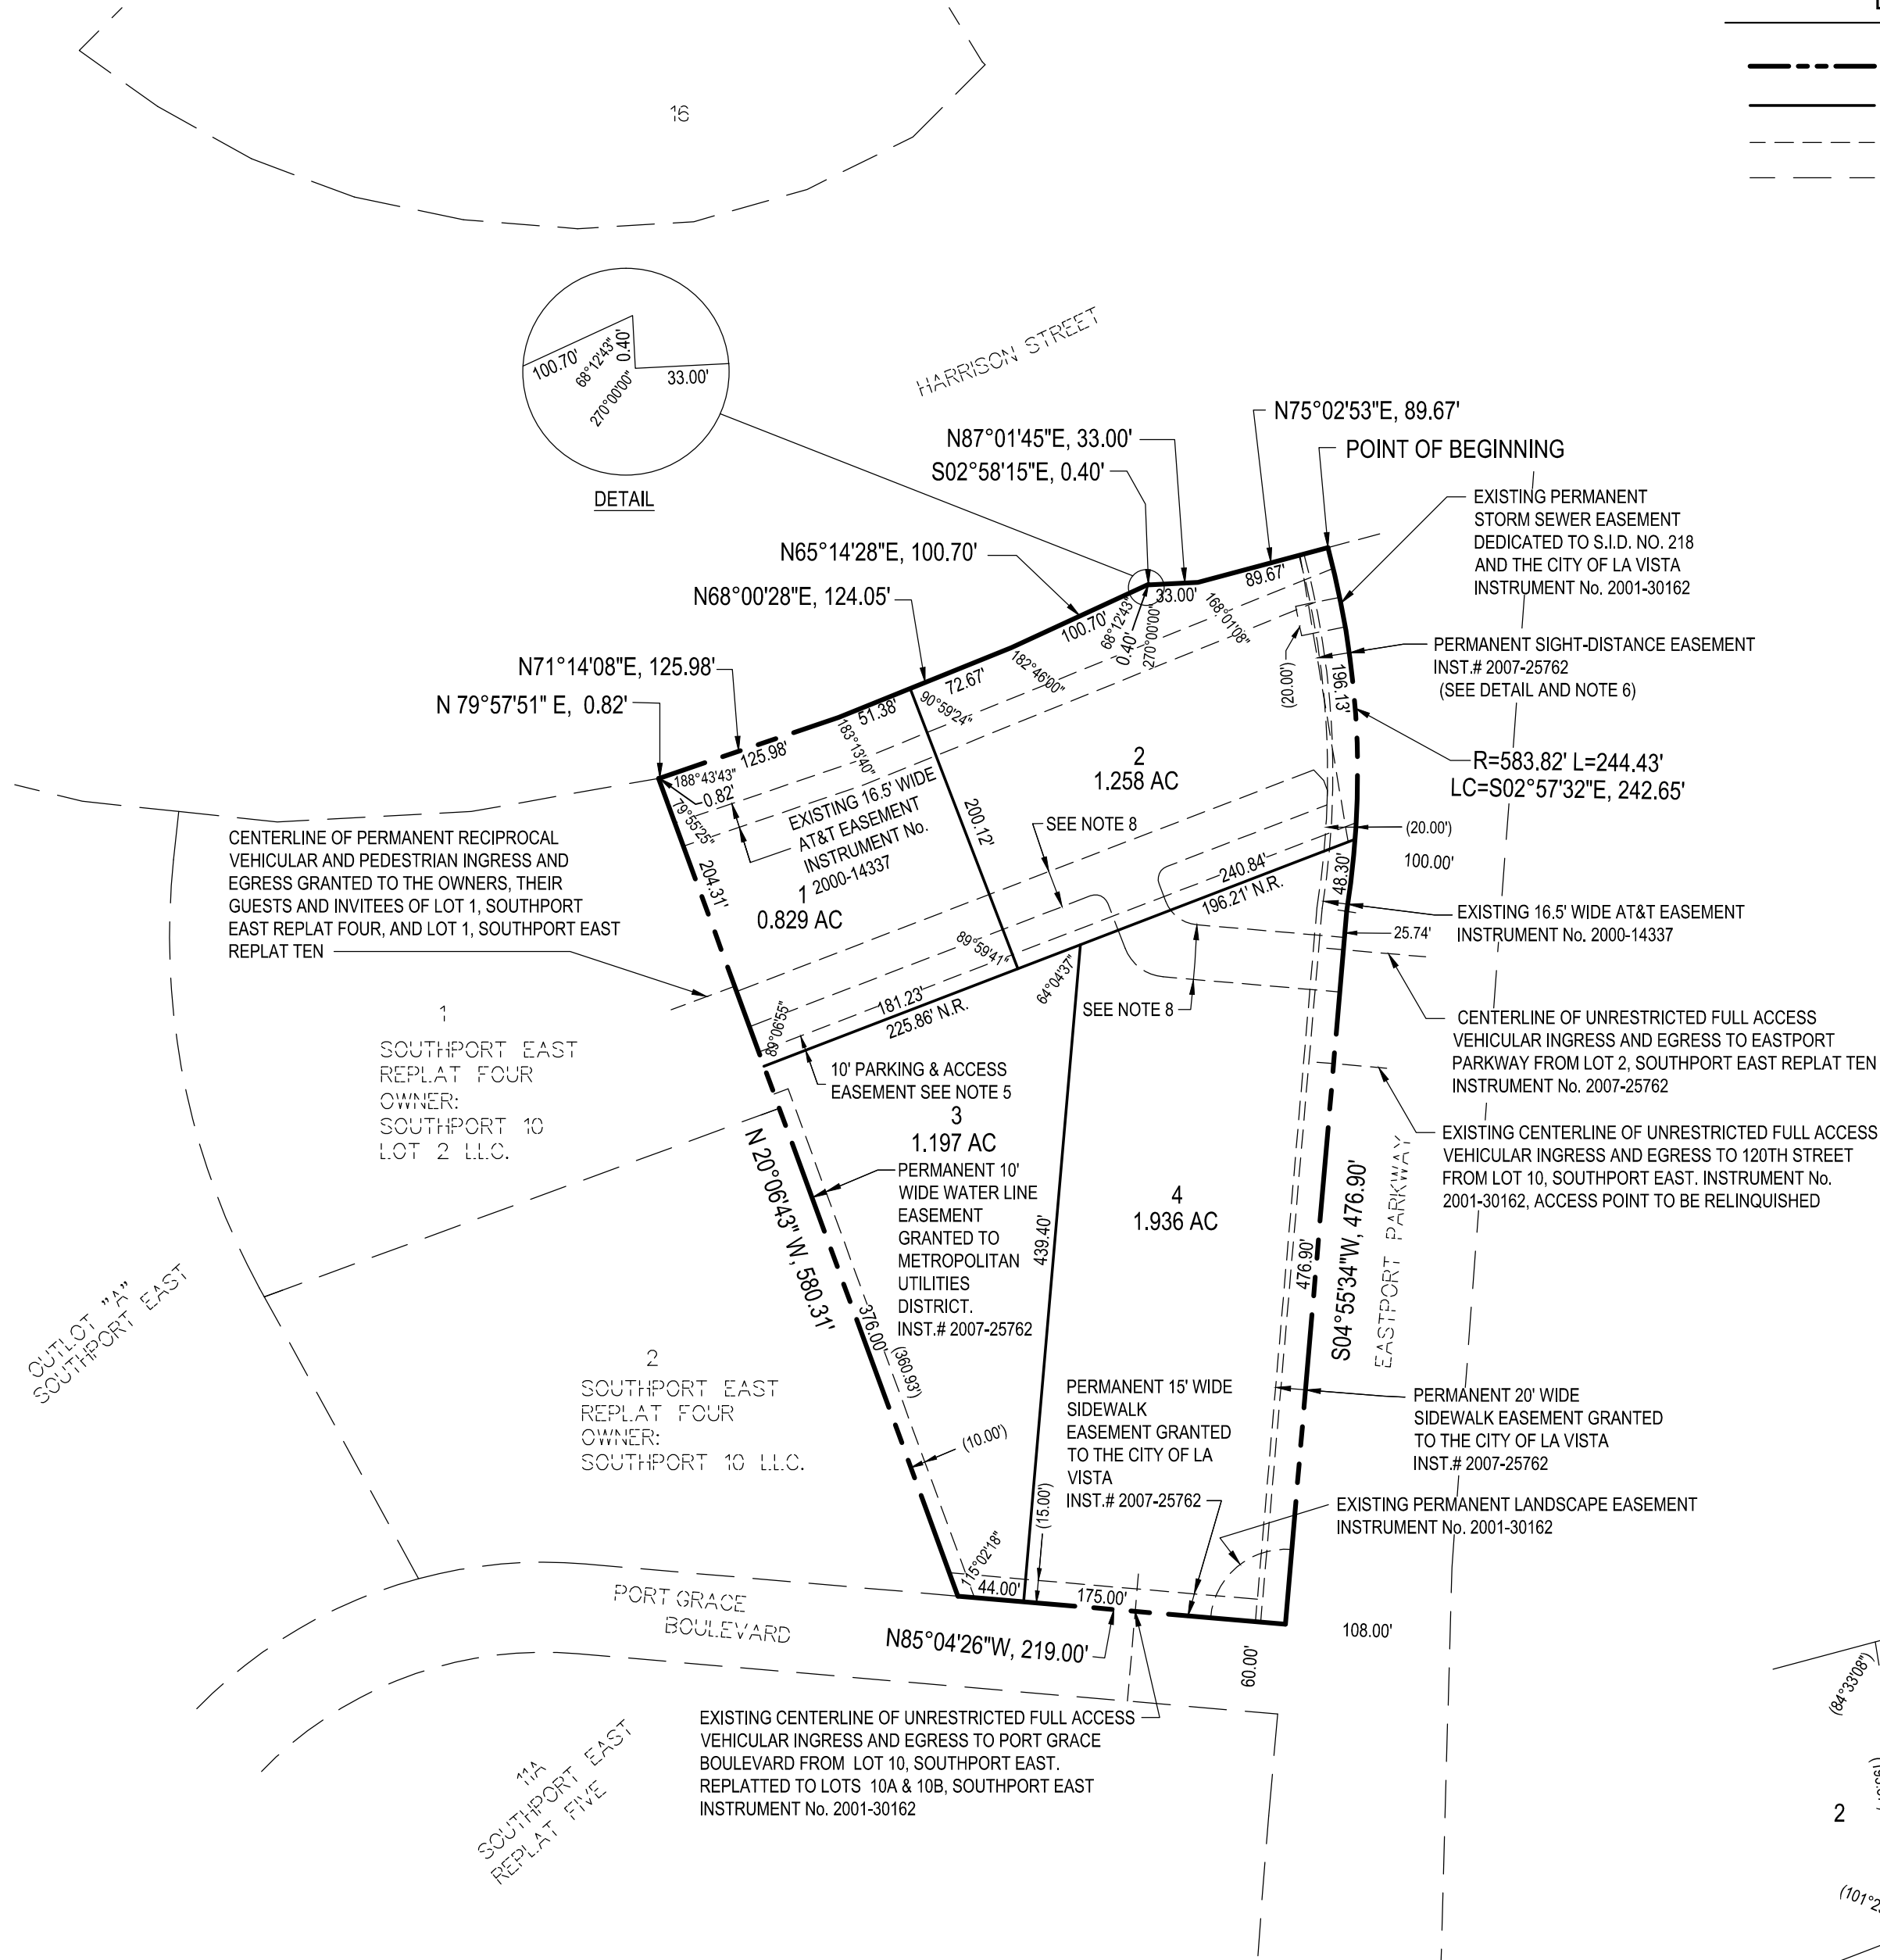 16
100.70'
68°12'43"
0.40'
270°00'00"
33.00'
DETAIL
HARRISON STREET
N75°02'53"E, 89.67'
N87°01'45"E, 33.00'
S02°58'15"E, 0.40'
POINT OF BEGINNING
N65°14'28"E, 100.70'
N68°00'28"E, 124.05'
N71°14'08"E, 125.98'
N 79°57'51" E, 0.82'
EXISTING PERMANENT
STORM SEWER EASEMENT
DEDICATED TO S.I.D. NO. 218
AND THE CITY OF LA VISTA
INSTRUMENT No. 2001-30162
PERMANENT SIGHT-DISTANCE EASEMENT
INST.# 2007-25762
(SEE DETAIL AND NOTE 6)
R=583.82' L=244.43'
LC=S02°57'32"E, 242.65'
89.67'
33.00'
168°01'08"
100.70'
68°12'43"
0.40'
270°00'00"
182°46'00"
72.67'
90°59'24"
51.38'
183°13'40"
125.98'
188°43'43"
0.82'
79°55'25"
204.31'
(20.00')
196.13'
2
1.258 AC
200.12'
EXISTING 16.5' WIDE
AT&T EASEMENT
INSTRUMENT No.
2000-14337
1
0.829 AC
SEE NOTE 8
(20.00')
100.00'
240.84'
196.21' N.R.
48.30'
25.74'
EXISTING 16.5' WIDE AT&T EASEMENT
INSTRUMENT No. 2000-14337
CENTERLINE OF PERMANENT RECIPROCAL
VEHICULAR AND PEDESTRIAN INGRESS AND
EGRESS GRANTED TO THE OWNERS, THEIR
GUESTS AND INVITEES OF LOT 1, SOUTHPORT
EAST REPLAT FOUR, AND LOT 1, SOUTHPORT EAST
REPLAT TEN
89°59'41"
64°04'37"
181.23'
225.86' N.R.
89°06'55"
SEE NOTE 8
CENTERLINE OF UNRESTRICTED FULL ACCESS
VEHICULAR INGRESS AND EGRESS TO EASTPORT
PARKWAY FROM LOT 2, SOUTHPORT EAST REPLAT TEN
INSTRUMENT No. 2007-25762
1
SOUTHPORT EAST
REPLAT FOUR
OWNER:
SOUTHPORT 10
LOT 2 LLC.
10' PARKING & ACCESS
EASEMENT SEE NOTE 5
3
1.197 AC
PERMANENT 10'
WIDE WATER LINE
EASEMENT
GRANTED TO
METROPOLITAN
UTILITIES
DISTRICT.
INST.# 2007-25762
EXISTING CENTERLINE OF UNRESTRICTED FULL ACCESS
VEHICULAR INGRESS AND EGRESS TO 120TH STREET
FROM LOT 10, SOUTHPORT EAST. INSTRUMENT No.
2001-30162, ACCESS POINT TO BE RELINQUISHED
N 20°06'43" W, 580.31'
376.00'
(360.93')
(10.00')
439.40'
4
1.936 AC
476.90'
S04°55'34"W, 476.90'
EASTPORT PARKWAY
OUTLOT "A"
SOUTHPORT EAST
2
SOUTHPORT EAST
REPLAT FOUR
OWNER:
SOUTHPORT 10 LLC.
PERMANENT 15' WIDE
SIDEWALK
EASEMENT GRANTED
TO THE CITY OF LA
VISTA
INST.# 2007-25762
PERMANENT 20' WIDE
SIDEWALK EASEMENT GRANTED
TO THE CITY OF LA VISTA
INST.# 2007-25762
EXISTING PERMANENT LANDSCAPE EASEMENT
INSTRUMENT No. 2001-30162
(15.00')
115°02'18"
44.00'
175.00'
N85°04'26"W, 219.00'
60.00'
108.00'
PORT GRACE
BOULEVARD
EXISTING CENTERLINE OF UNRESTRICTED FULL ACCESS
VEHICULAR INGRESS AND EGRESS TO PORT GRACE
BOULEVARD FROM LOT 10, SOUTHPORT EAST.
REPLATTED TO LOTS 10A & 10B, SOUTHPORT EAST
INSTRUMENT No. 2001-30162
11A
SOUTHPORT EAST
REPLAT FIVE
(84°33'08")
2